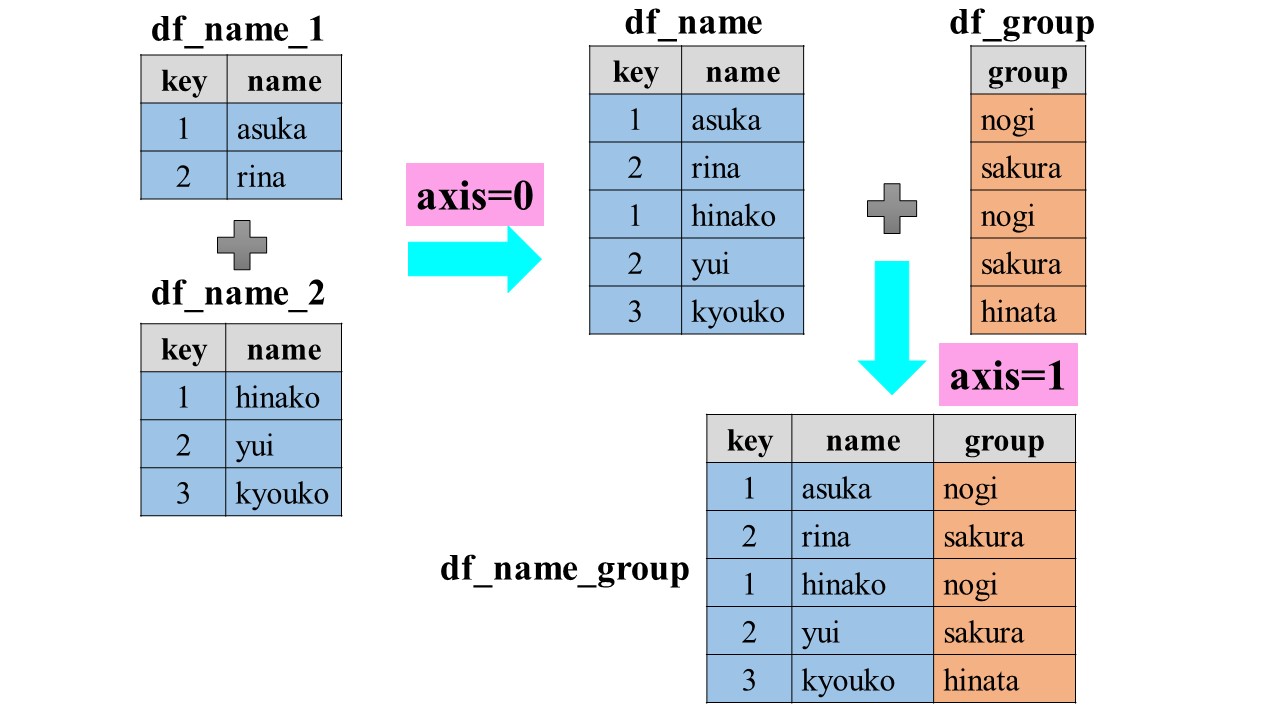 df_name_1
key name
1 asuka
2 rina
df_name_2
key name
1 hinako
2 yui
3 kyouko
axis=0
df_name
key name
1 asuka
2 rina
1 hinako
2 yui
3 kyouko
df_group
group
nogi
sakura
nogi
sakura
hinata
axis=1
df_name_group
key name group
1 asuka nogi
2 rina sakura
1 hinako nogi
2 yui sakura
3 kyouko hinata